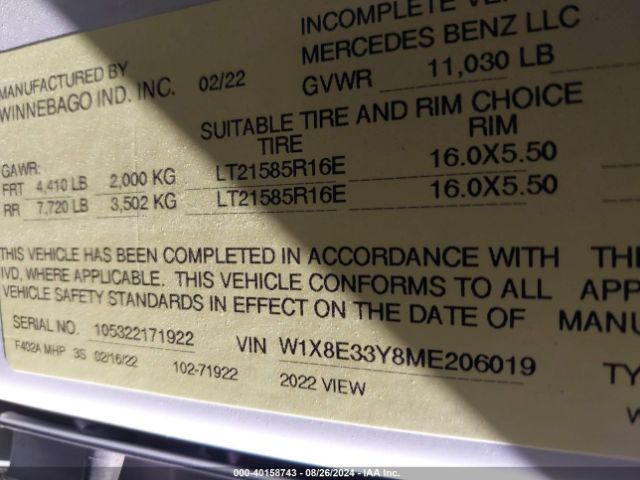 INCOMPLETE
MANUFACTURED BY MERCEDES BENZ LLC
WINNEBAGO IND. INC. 02/22 GVWR 11,030 LB
SUITABLE TIRE AND RIM CHOICE
GAWR: TIRE RIM
FRT 4,410 LB 2,000 KG LT21585R16E 16.0X5.50
RR 7,720 LB 3,502 KG LT21585R16E 16.0X5.50
THIS VEHICLE HAS BEEN COMPLETED IN ACCORDANCE WITH
IVD, WHERE APPLICABLE. THIS VEHICLE CONFORMS TO ALL
VEHICLE SAFETY STANDARDS IN EFFECT ON THE DATE OF
SERIAL NO. 105322171922 VIN W1X8E33Y8ME206019
F402A MHP 3S 02/16/22 102-71922 2022 VIEW
000-40158743 // 08/26/2024 // IAA Inc.